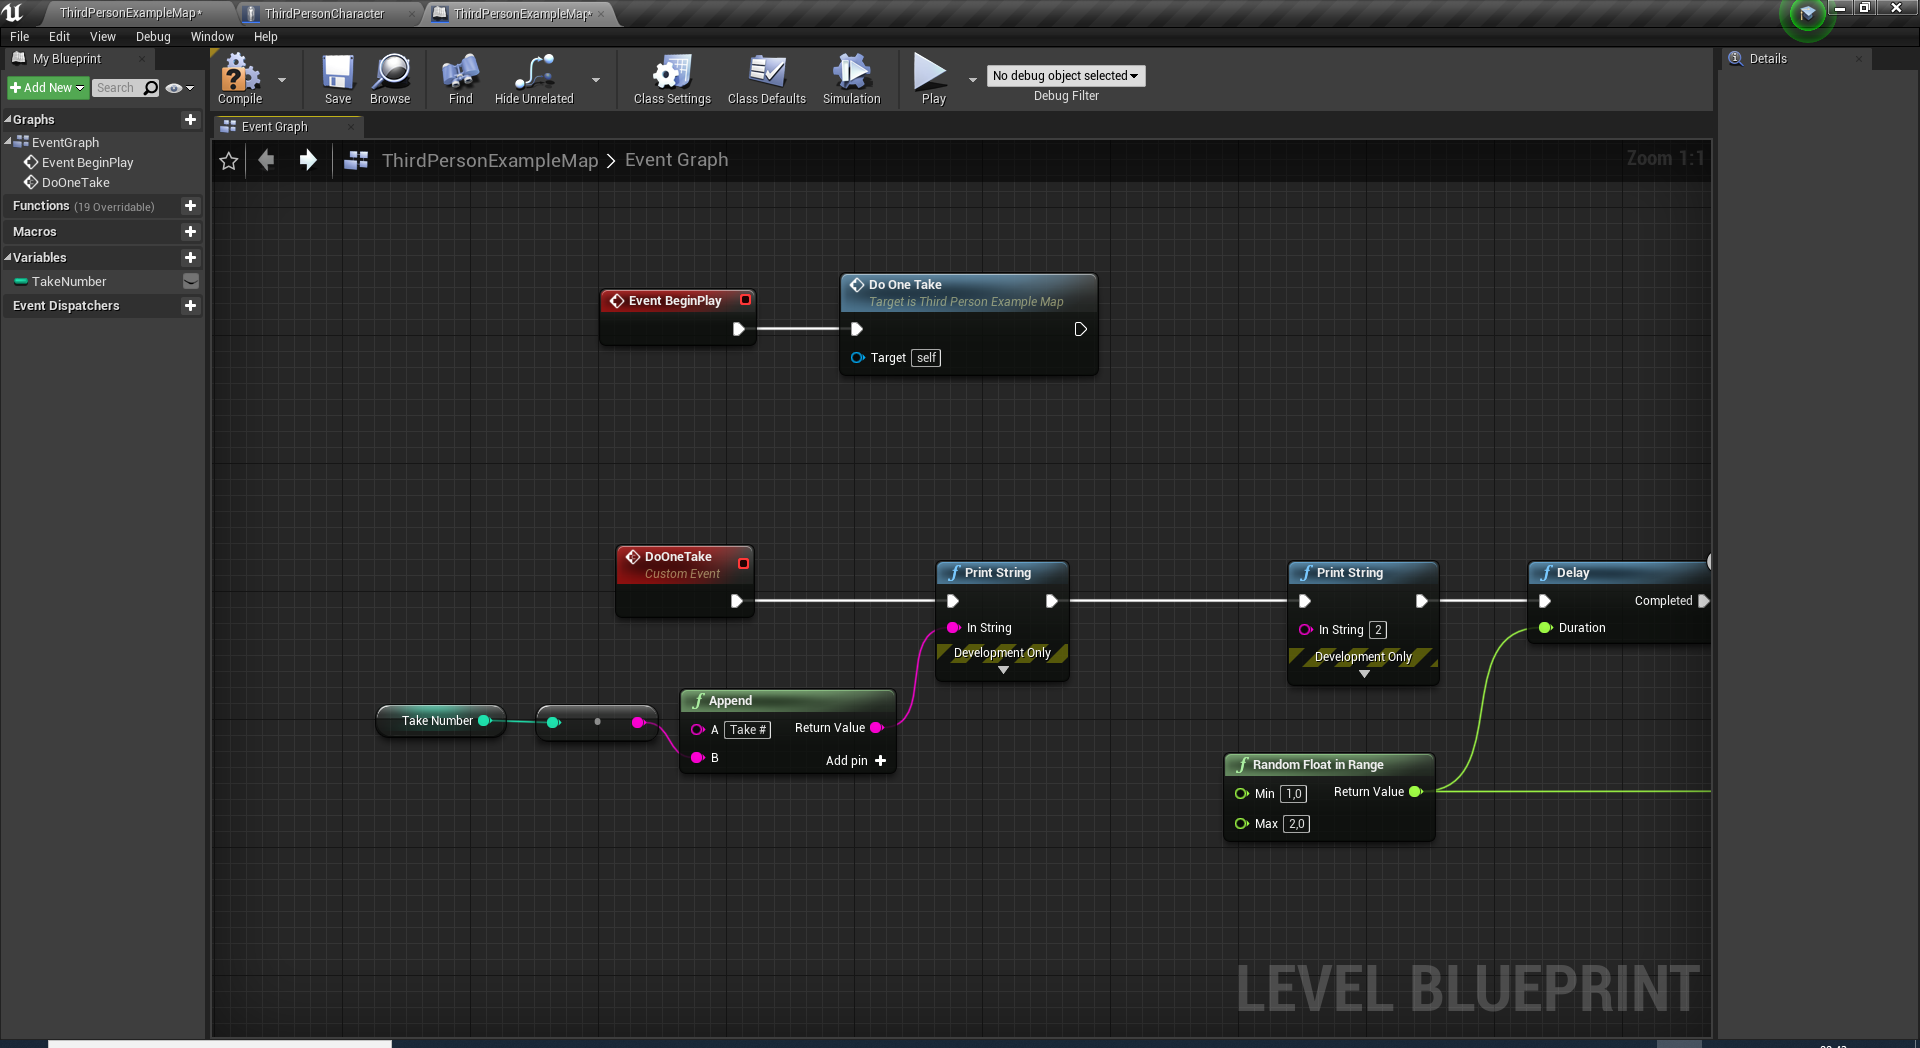 ThirdPersonExampleMap*
ThirdPersonCharacter
ThirdPersonExampleMap*
File Edit View Debug Window Help
My Blueprint
Add New
Search
Compile
Save
Browse
Find
Hide Unrelated
Class Settings
Class Defaults
Simulation
Play
No debug object selected
Debug Filter
Details
Graphs
EventGraph
Event BeginPlay
DoOneTake
Functions (19 Overridable)
Macros
Variables
TakeNumber
Event Dispatchers
Event Graph
ThirdPersonExampleMap > Event Graph
Zoom 1:1
Event BeginPlay
Do One Take
Target is Third Person Example Map
Target self
DoOneTake
Custom Event
Print String
In String
Development Only
Print String
In String 2
Development Only
Delay
Completed
Duration
Take Number
Append
A Take # Return Value
B Add pin
Random Float in Range
Min 1,0 Return Value
Max 2,0
LEVEL BLUEPRINT